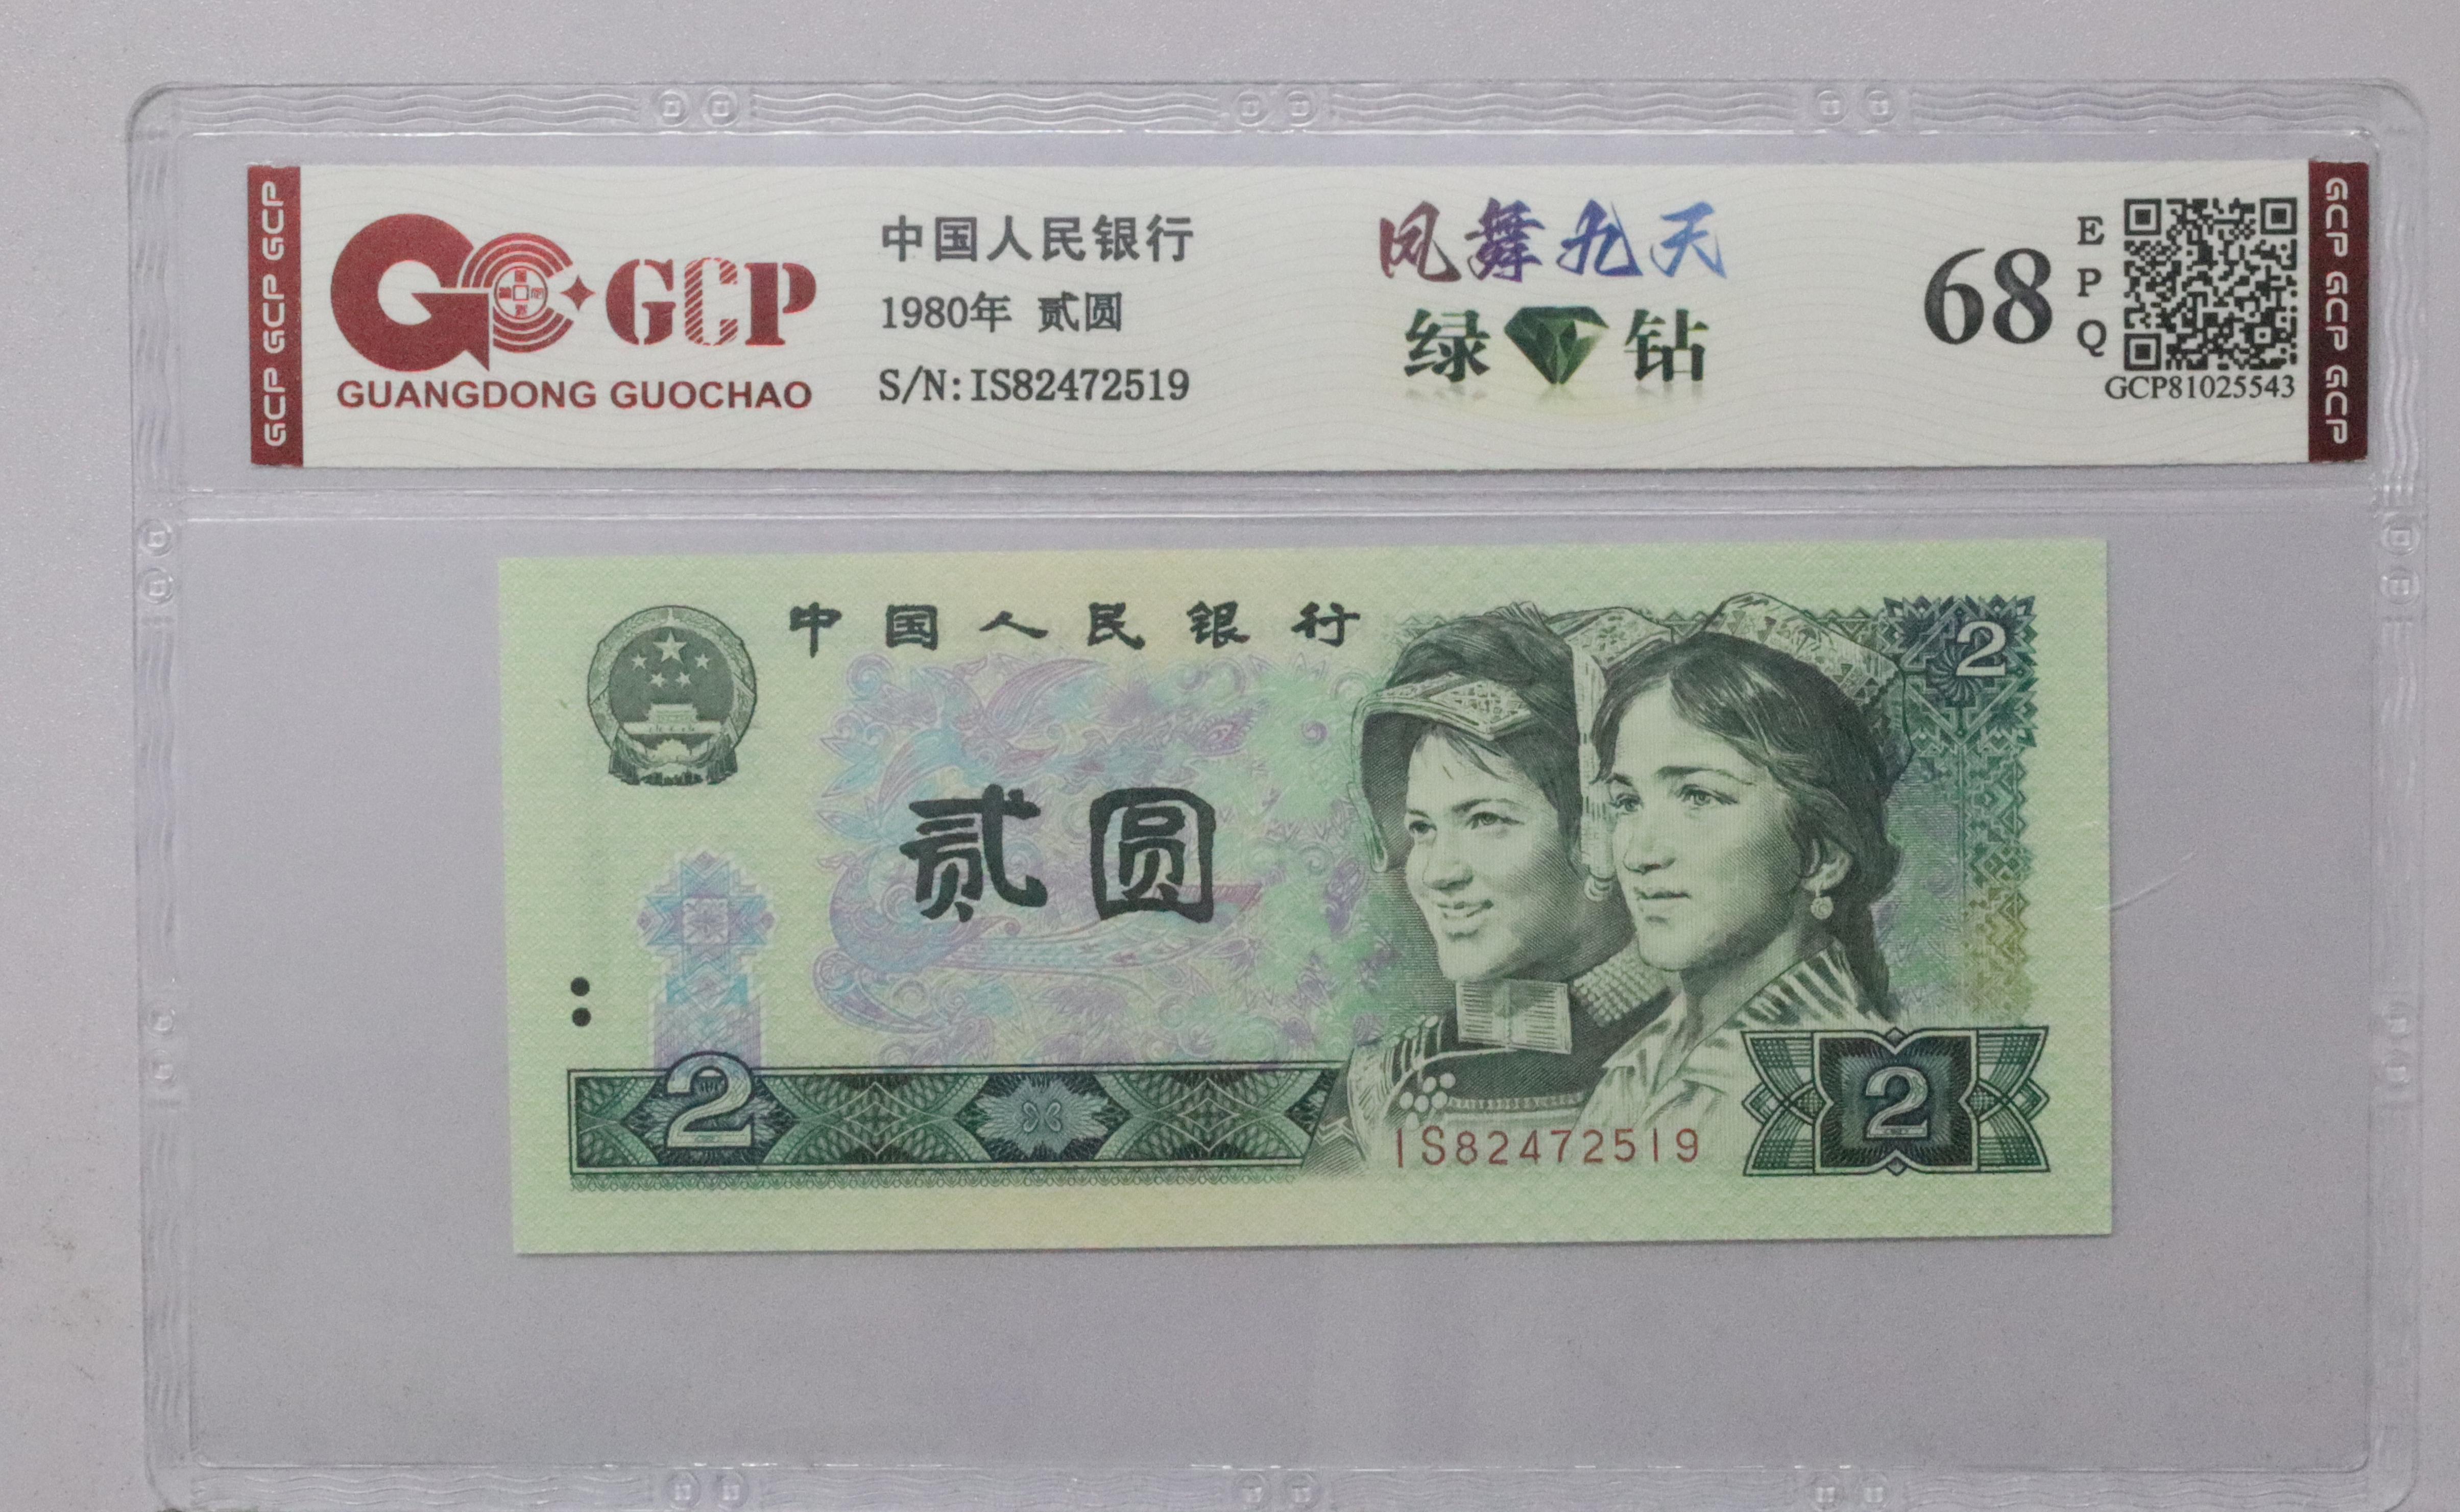 GCP GCP GCP
GCP
GUANGDONG GUOCHAO
中国人民银行
1980年 贰圆
S/N:IS82472519
凤舞九天
绿 钻
68
E
P
Q
GCP81025543
GCP GCP GCP
中国人民银行
2
贰圆
2
IS82472519
2